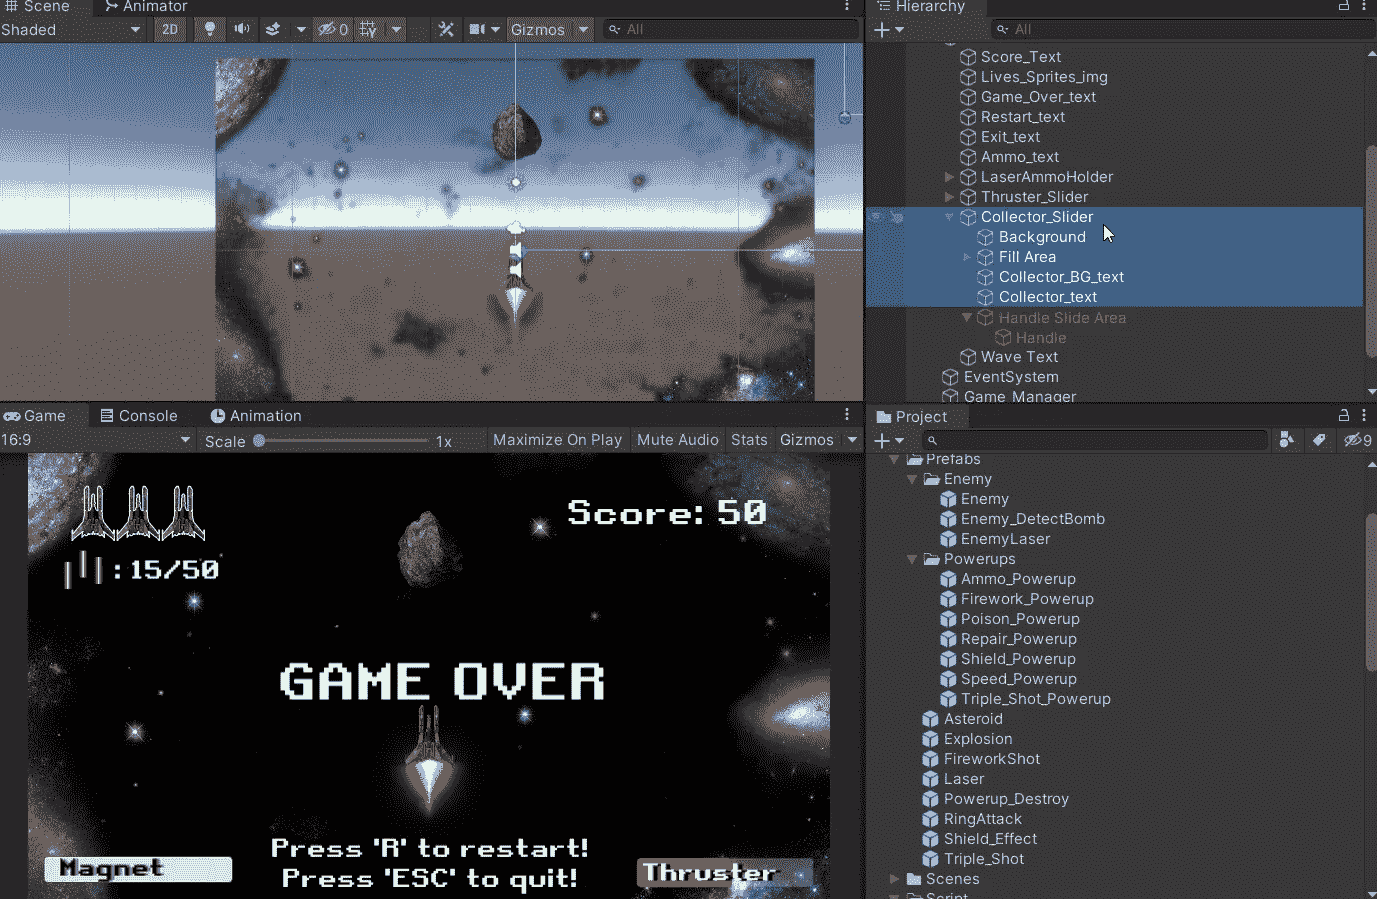 Scene
Animator
Shaded
2D
0
Gizmos
All
Hierarchy
All
Score_Text
Lives_Sprites_img
Game_Over_text
Restart_text
Exit_text
Ammo_text
LaserAmmoHolder
Thruster_Slider
Collector_Slider
Background
Fill Area
Collector_BG_text
Collector_text
Handle Slide Area
Handle
Wave Text
EventSystem
Game_Manager
Game
Console
Animation
16:9
Scale
1x
Maximize On Play
Mute Audio
Stats
Gizmos
Score: 50
:15/50
GAME OVER
Press 'R' to restart!
Press 'ESC' to quit!
Magnet
Thruster
Project
9
Prefabs
Enemy
Enemy
Enemy_DetectBomb
EnemyLaser
Powerups
Ammo_Powerup
Firework_Powerup
Poison_Powerup
Repair_Powerup
Shield_Powerup
Speed_Powerup
Triple_Shot_Powerup
Asteroid
Explosion
FireworkShot
Laser
Powerup_Destroy
RingAttack
Shield_Effect
Triple_Shot
Scenes
Script